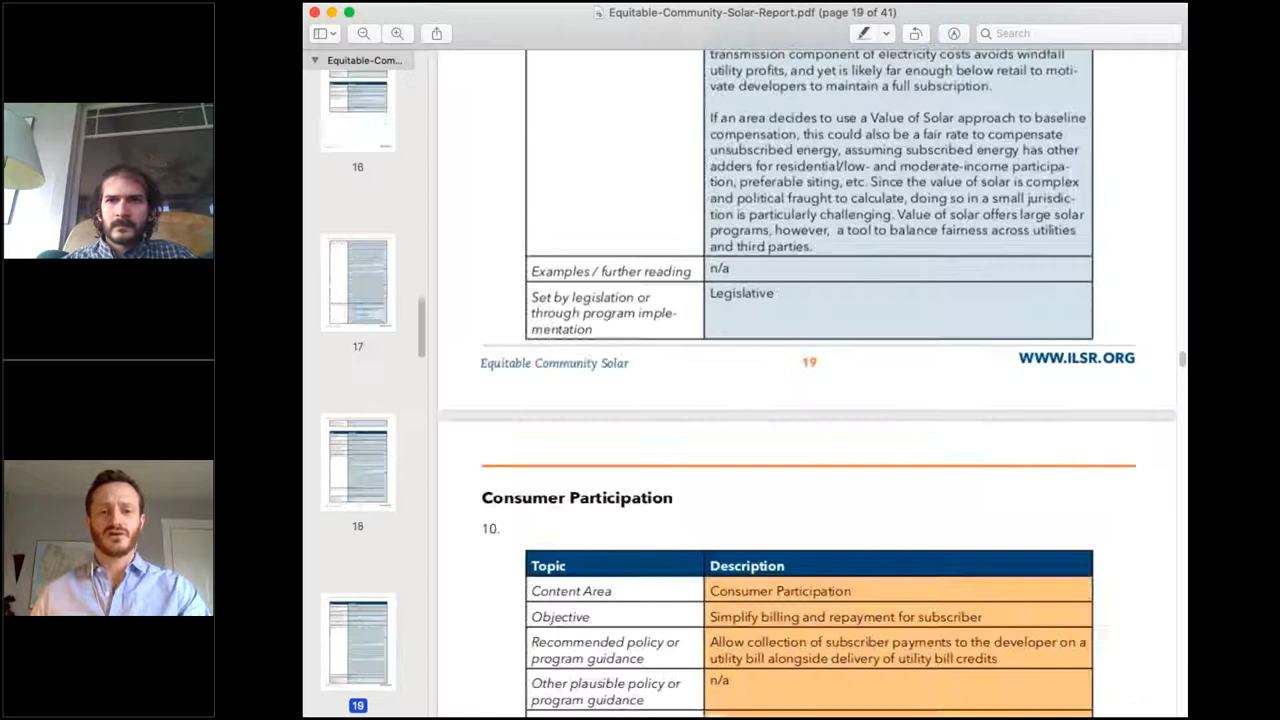 Equitable-Community-Solar-Report.pdf (page 19 of 41)
Search
Equitable-Com...
16
17
18
19
transmission component of electricity costs avoids windfall
utility profits, and yet is likely far enough below retail to moti-
vate developers to maintain a full subscription.
If an area decides to use a Value of Solar approach to baseline
compensation, this could also be a fair rate to compensate
unsubscribed energy, assuming subscribed energy has other
adders for residential/low- and moderate-income participa-
tion, preferable siting, etc. Since the value of solar is complex
and political fraught to calculate, doing so in a small jurisdic-
tion is particularly challenging. Value of solar offers large solar
programs, however, a tool to balance fairness across utilities
and third parties.
Examples / further reading
n/a
Set by legislation or
through program imple-
mentation
Legislative
Equitable Community Solar
19
WWW.ILSR.ORG
Consumer Participation
10.
Topic
Description
Content Area
Consumer Participation
Objective
Simplify billing and repayment for subscriber
Recommended policy or
program guidance
Allow collection of subscriber payments to the developer on a
utility bill alongside delivery of utility bill credits
Other plausible policy or
program guidance
n/a